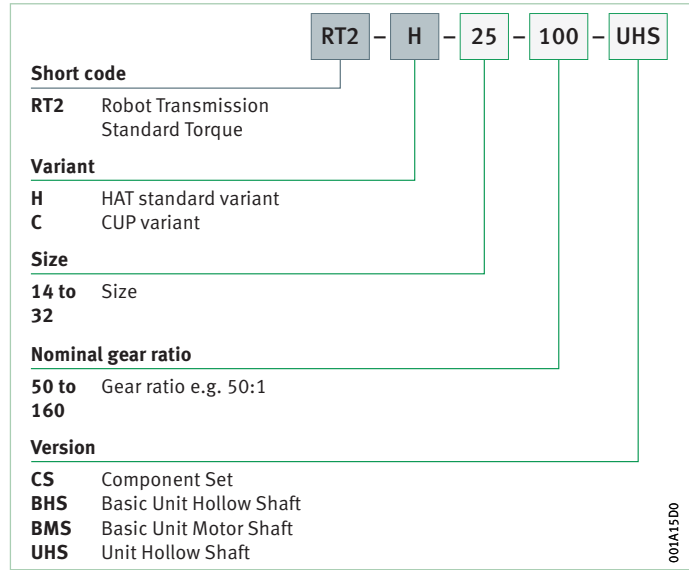 RT2 – H – 25 – 100 – UHS
Short code
RT2 Robot Transmission
Standard Torque
Variant
H HAT standard variant
C CUP variant
Size
14 to Size
32
Nominal gear ratio
50 to Gear ratio e.g. 50:1
160
Version
CS Component Set
BHS Basic Unit Hollow Shaft
BMS Basic Unit Motor Shaft
UHS Unit Hollow Shaft
001A15D0